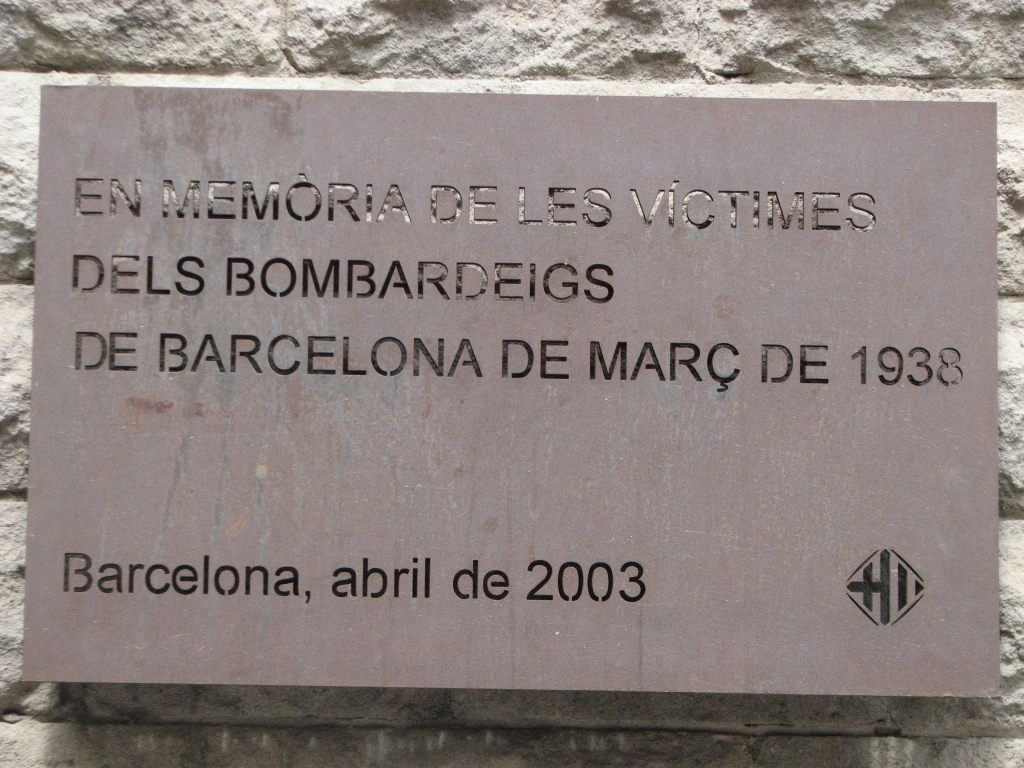 EN MEMÒRIA DE LES VÍCTIMES
DELS BOMBARDEIGS
DE BARCELONA DE MARÇ DE 1938
Barcelona, abril de 2003